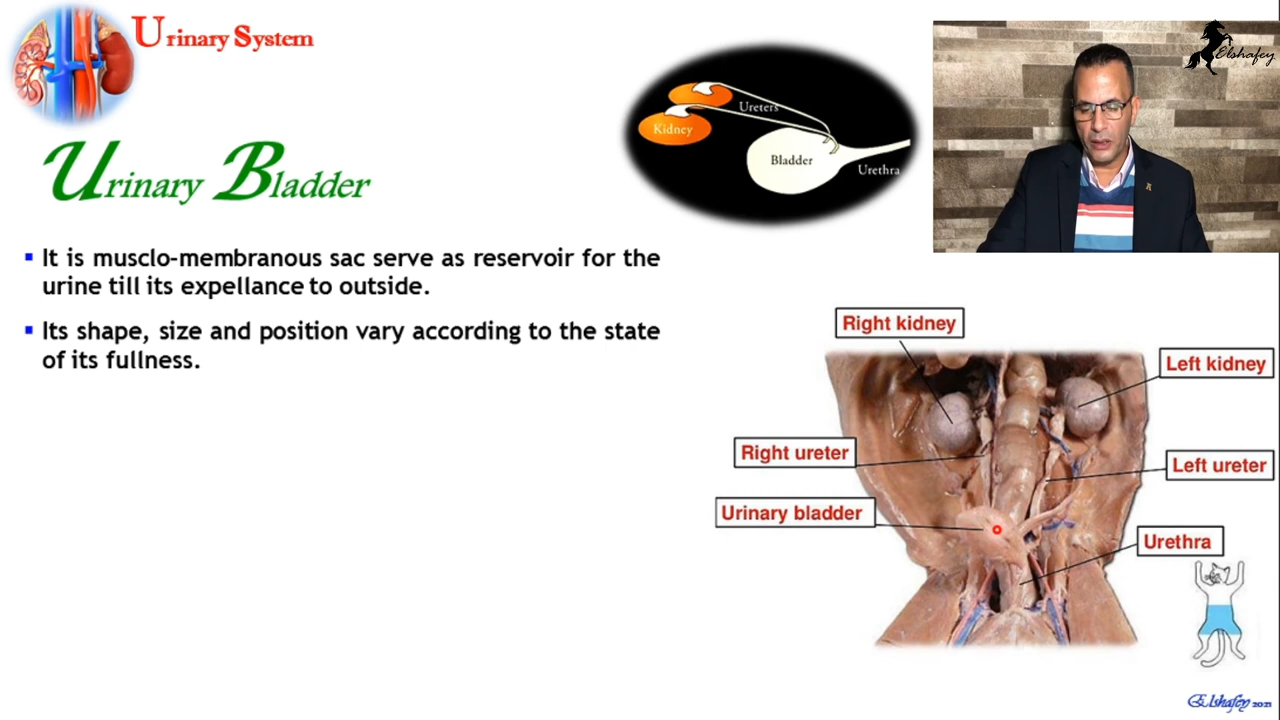 Urinary System
Elshafey
Ureters
Kidney
Bladder
Urethra
Urinary Bladder
It is musclo-membranous sac serve as reservoir for the
urine till its expellance to outside.
Its shape, size and position vary according to the state
of its fullness.
Right kidney
Left kidney
Right ureter
Left ureter
Urinary bladder
Urethra
Elshafey 2021